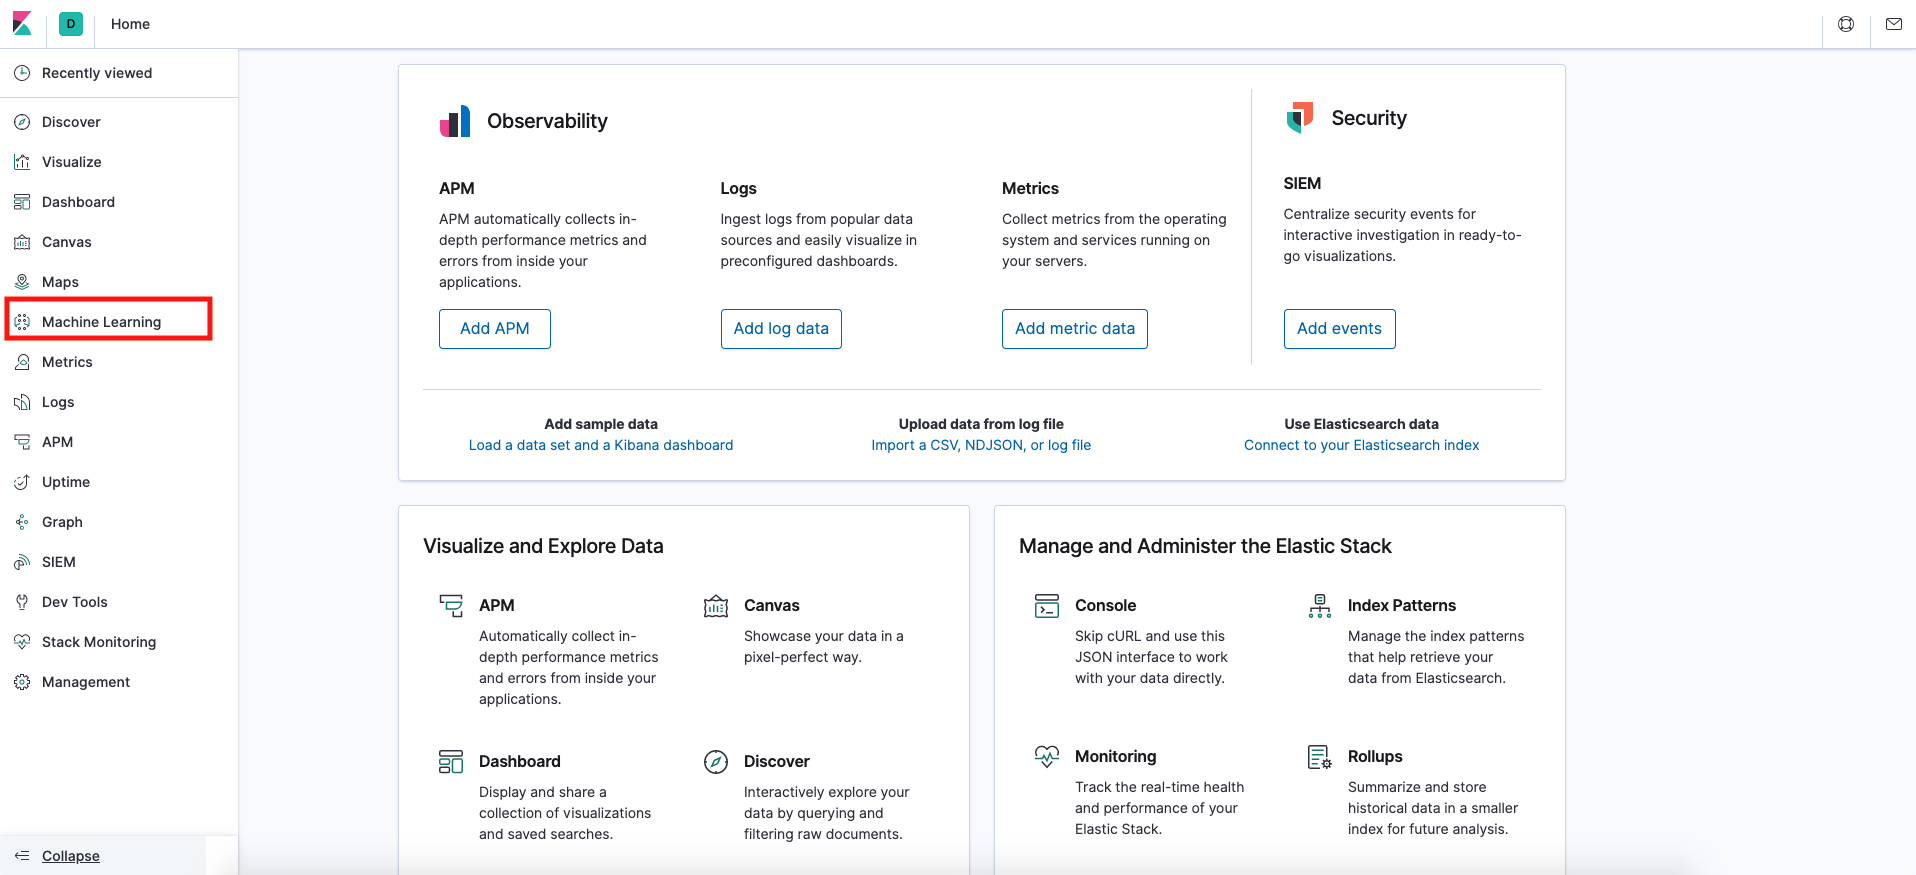 D
Home
Recently viewed
Discover
Visualize
Dashboard
Canvas
Maps
Machine Learning
Metrics
Logs
APM
Uptime
Graph
SIEM
Dev Tools
Stack Monitoring
Management
Collapse
Observability
APM
APM automatically collects in-
depth performance metrics and
errors from inside your
applications.
Add APM
Logs
Ingest logs from popular data
sources and easily visualize in
preconfigured dashboards.
Add log data
Metrics
Collect metrics from the operating
system and services running on
your servers.
Add metric data
Security
SIEM
Centralize security events for
interactive investigation in ready-to-
go visualizations.
Add events
Add sample data
Load a data set and a Kibana dashboard
Upload data from log file
Import a CSV, NDJSON, or log file
Use Elasticsearch data
Connect to your Elasticsearch index
Visualize and Explore Data
APM
Automatically collect in-
depth performance metrics
and errors from inside your
applications.
Canvas
Showcase your data in a
pixel-perfect way.
Dashboard
Display and share a
collection of visualizations
and saved searches.
Discover
Interactively explore your
data by querying and
filtering raw documents.
Manage and Administer the Elastic Stack
Console
Skip cURL and use this
JSON interface to work
with your data directly.
Index Patterns
Manage the index patterns
that help retrieve your
data from Elasticsearch.
Monitoring
Track the real-time health
and performance of your
Elastic Stack.
Rollups
Summarize and store
historical data in a smaller
index for future analysis.